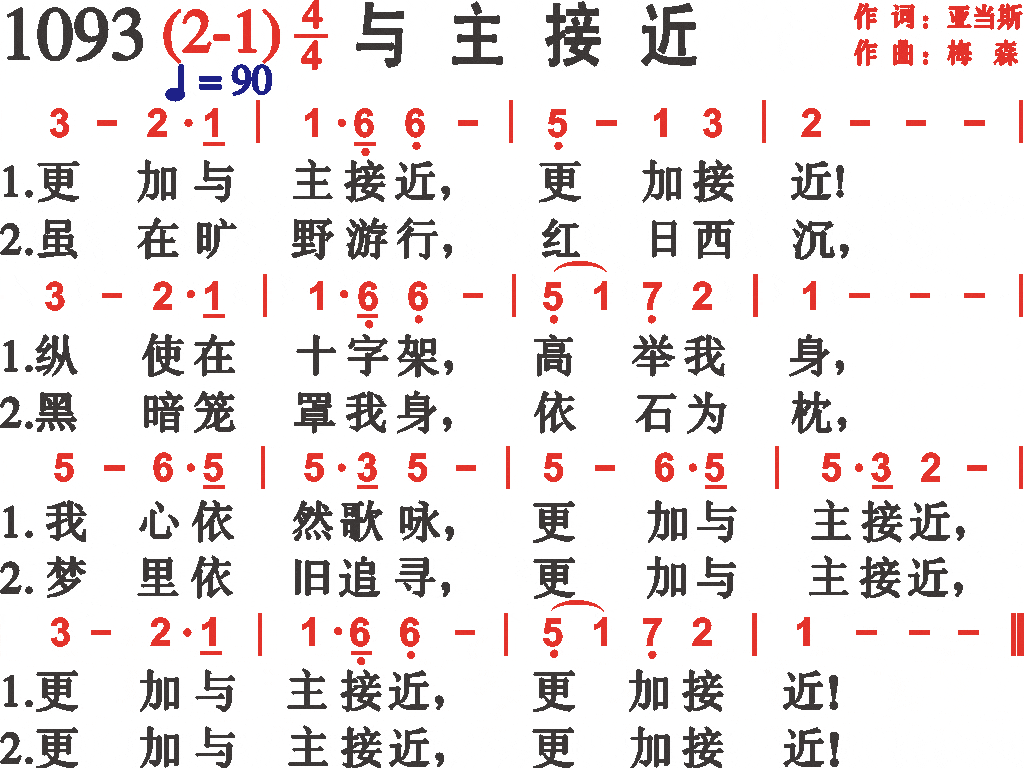 1093 (2-1) 4/4 与主接近 作词：亚当斯
♩=90 作曲：梅森
3 - 2·1 | 1·6 6 - | 5 - 1 3 | 2 - - - |
1.更 加与 主接近， 更 加接 近！
2.虽 在旷 野游行， 红 日西 沉，
3 - 2·1 | 1·6 6 - | 5 1 7 2 | 1 - - - |
1.纵 使在 十字架， 高 举我 身，
2.黑 暗笼 罩我身， 依 石为 枕，
5 - 6·5 | 5·3 5 - | 5 - 6·5 | 5·3 2 - |
1.我 心依 然歌咏， 更 加与 主接近，
2.梦 里依 旧追寻， 更 加与 主接近，
3 - 2·1 | 1·6 6 - | 5 1 7 2 | 1 - - - ‖
1.更 加与 主接近， 更 加接 近！
2.更 加与 主接近， 更 加接 近！